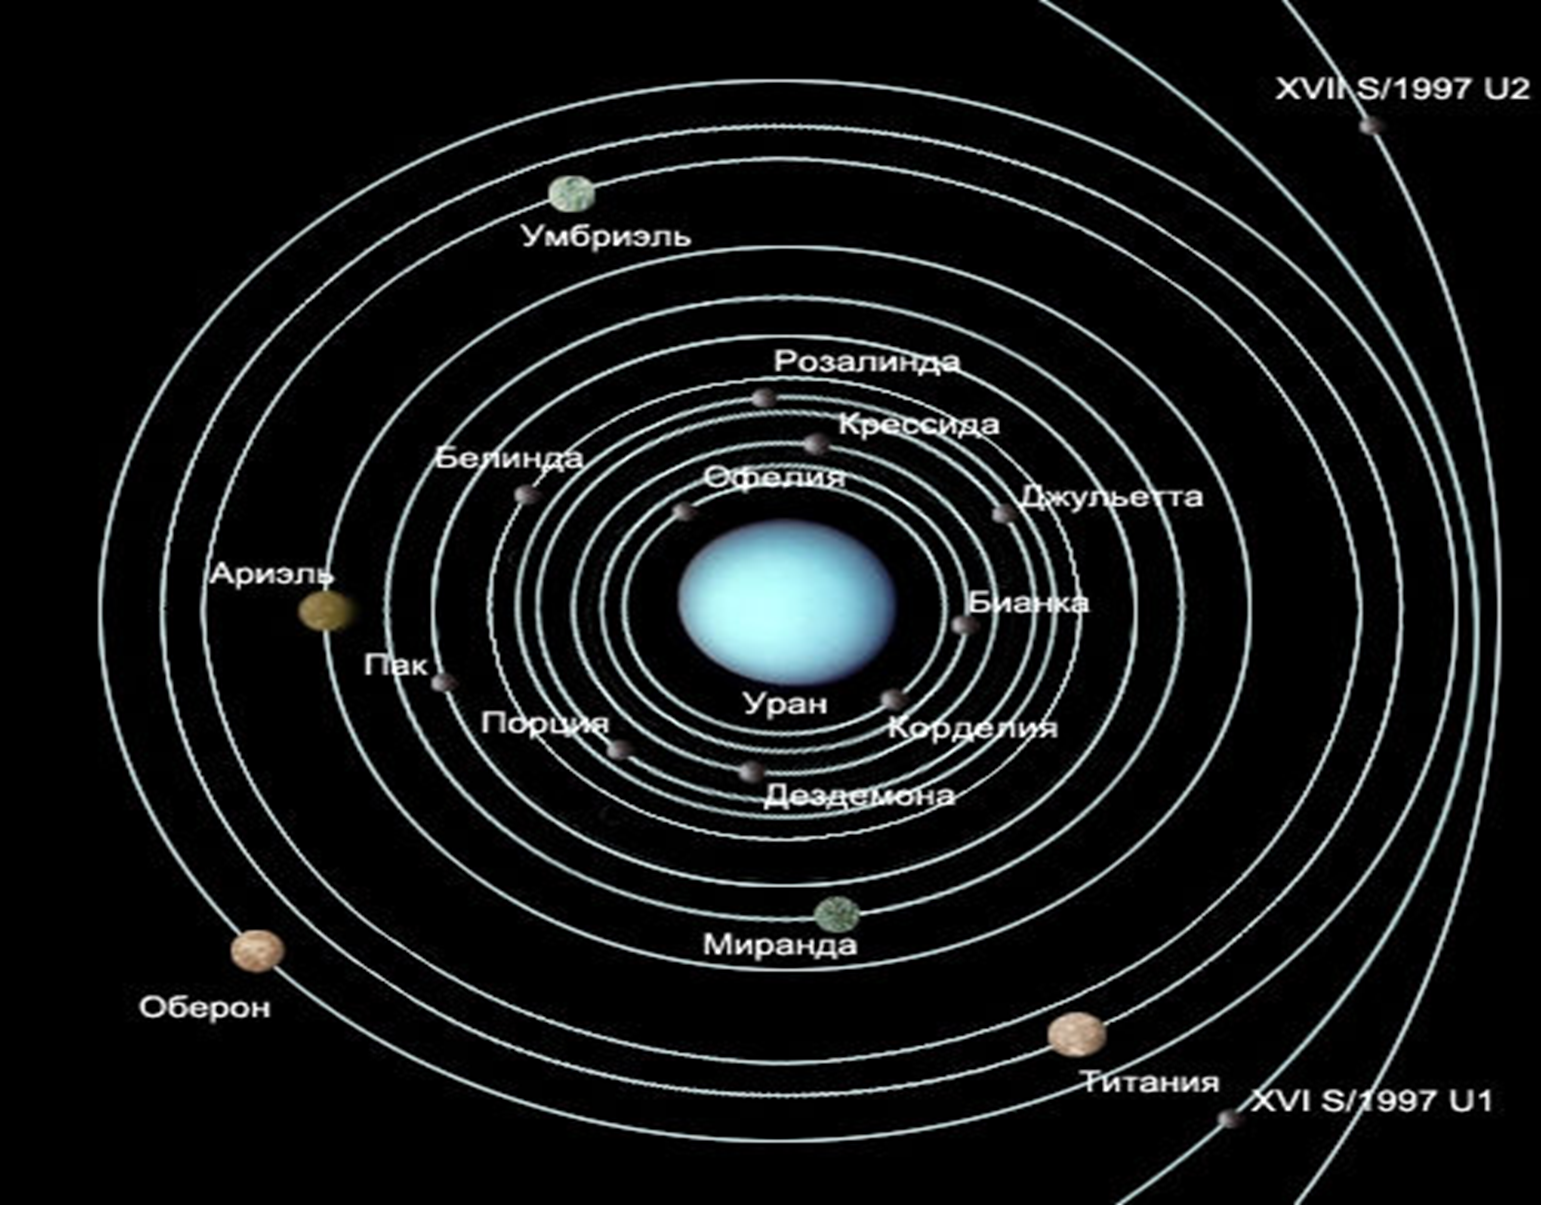 XVII S/1997 U2
Умбриэль
Розалинда
Крессида
Белинда
Офелия
Джульетта
Ариэль
Бианка
Пак
Уран
Порция
Корделия
Дездемона
Миранда
Оберон
Титания
XVI S/1997 U1